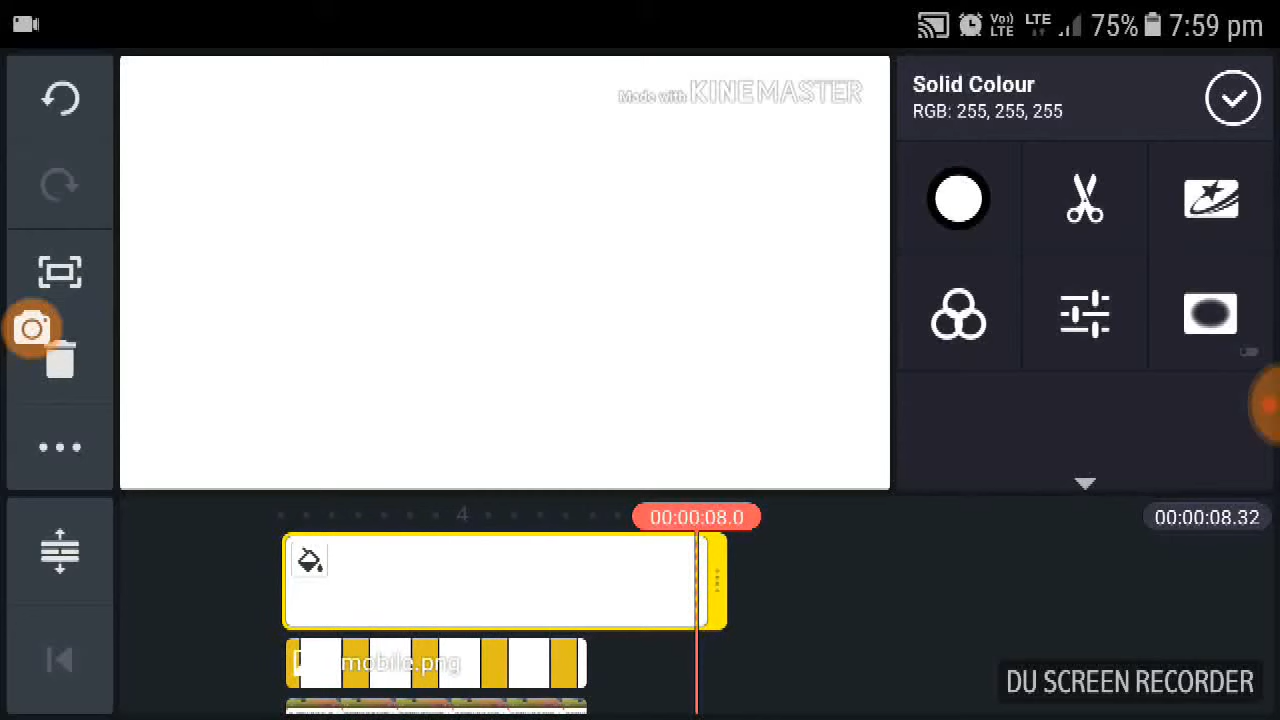 Vo)) LTE LTE 75% 7:59 pm
Made with KINEMASTER
Solid Colour
RGB: 255, 255, 255
4
00:00:08.0
00:00:08.32
mobile.png
DU SCREEN RECORDER